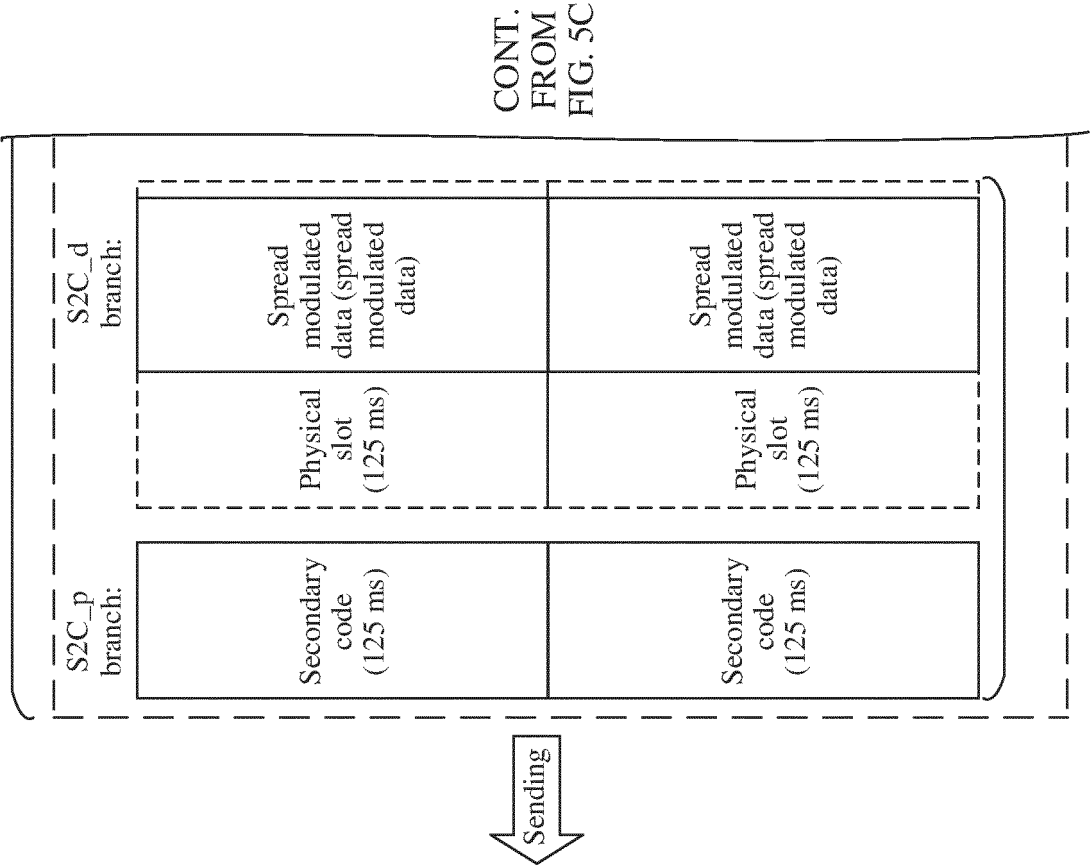 S2C_p
branch:
S2C_d
branch:
Secondary
code
(125 ms)
Physical
slot
(125 ms)
Spread
modulated
data (spread
modulated
data)
Sending
CONT.
FROM
FIG. 5C
Secondary
code
(125 ms)
Physical
slot
(125 ms)
Spread
modulated
data (spread
modulated
data)